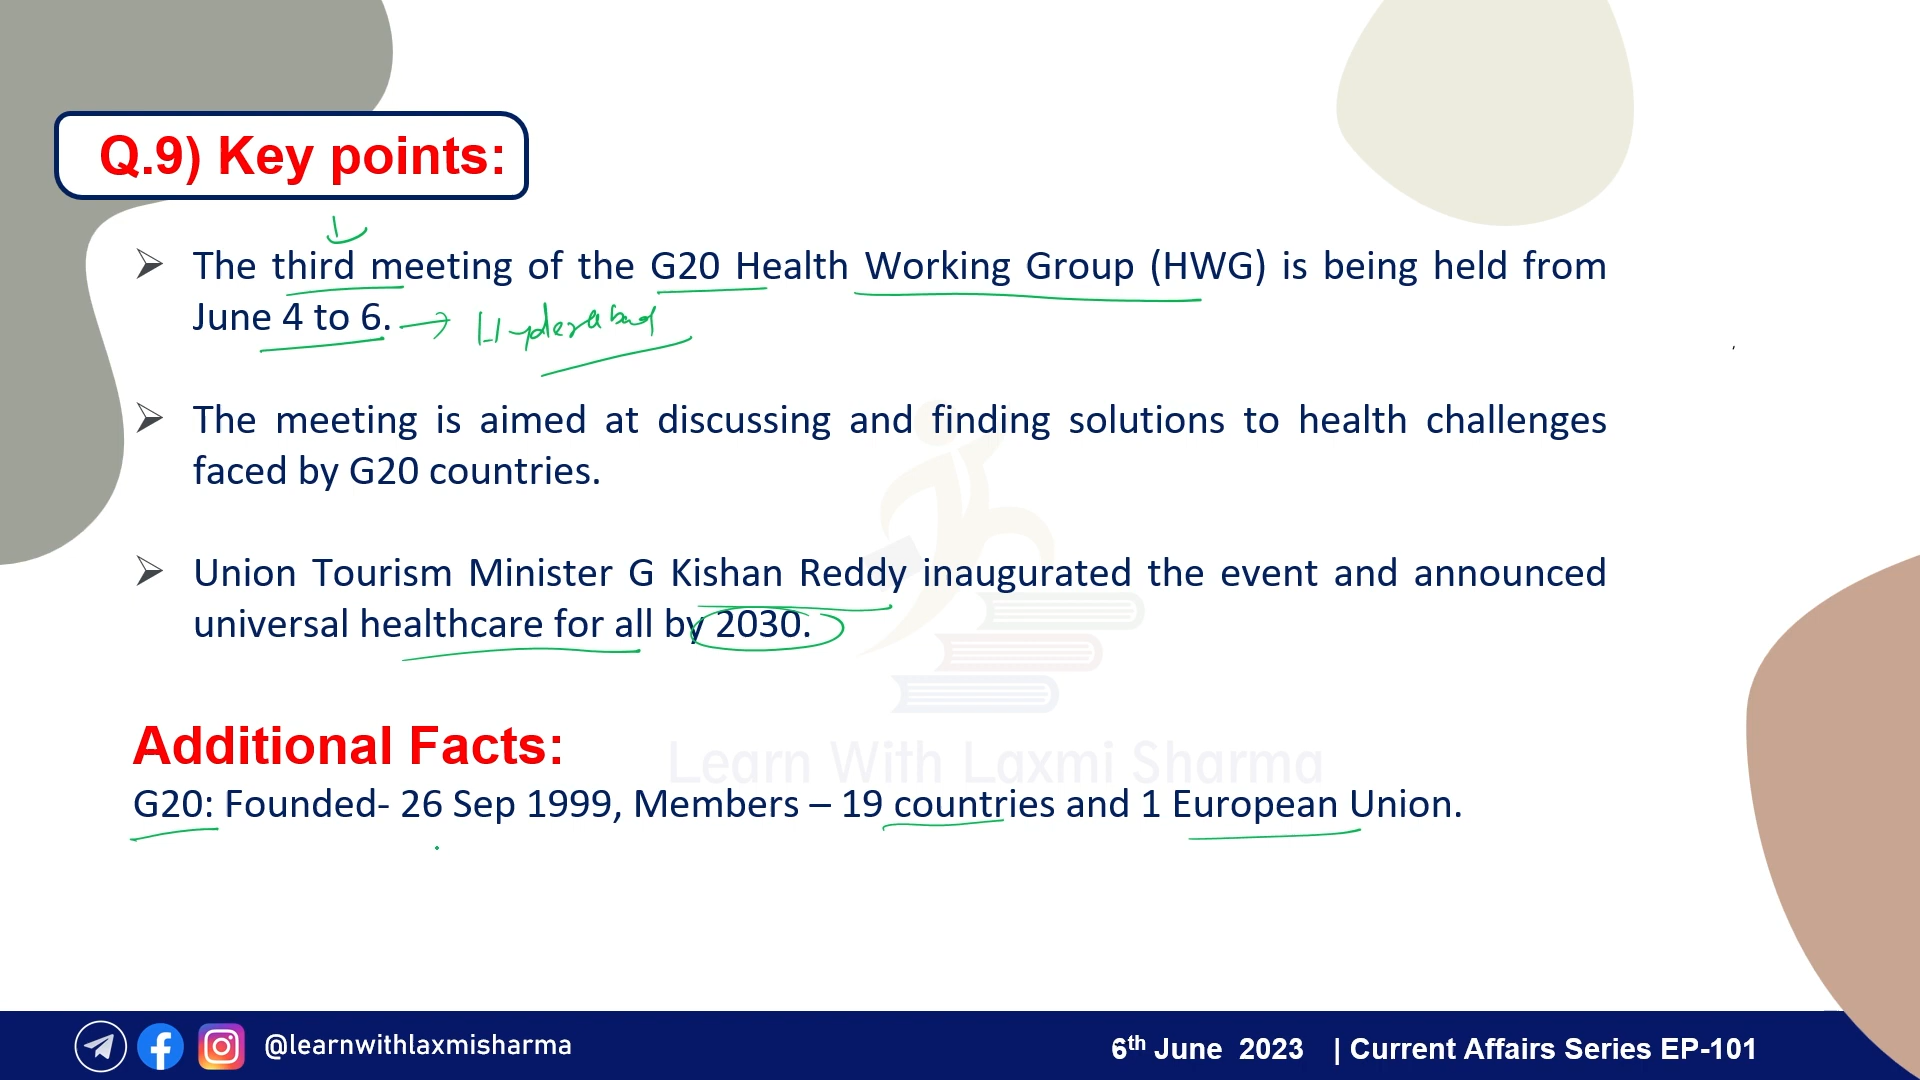 Q.9) Key points:
➢ The third meeting of the G20 Health Working Group (HWG) is being held from
June 4 to 6. → Hyderabad
➢ The meeting is aimed at discussing and finding solutions to health challenges
faced by G20 countries.
➢ Union Tourism Minister G Kishan Reddy inaugurated the event and announced
universal healthcare for all by 2030.
Learn With Laxmi Sharma
Additional Facts:
G20: Founded- 26 Sep 1999, Members – 19 countries and 1 European Union.
@learnwithlaxmisharma
6th June 2023 | Current Affairs Series EP-101